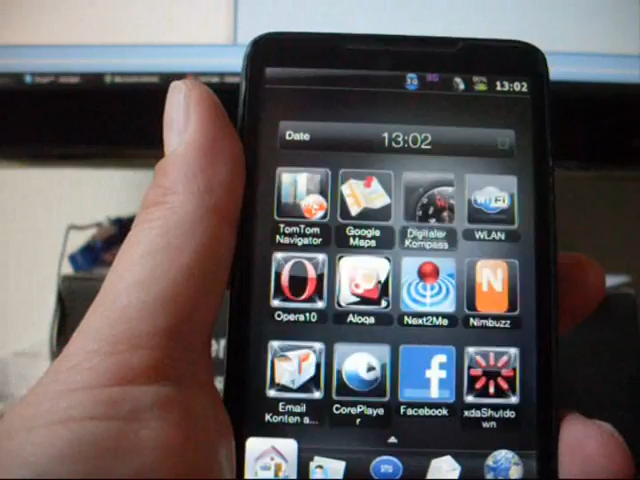 13:02
Date 13:02
TomTom Navigator
Google Maps
Digitaler Kompass
WiFi
WLAN
Opera10
Aloqa
Next2Me
N
Nimbuzz
Email Konten a...
CorePlaye
r
f
Facebook
xdaShutdo
wn